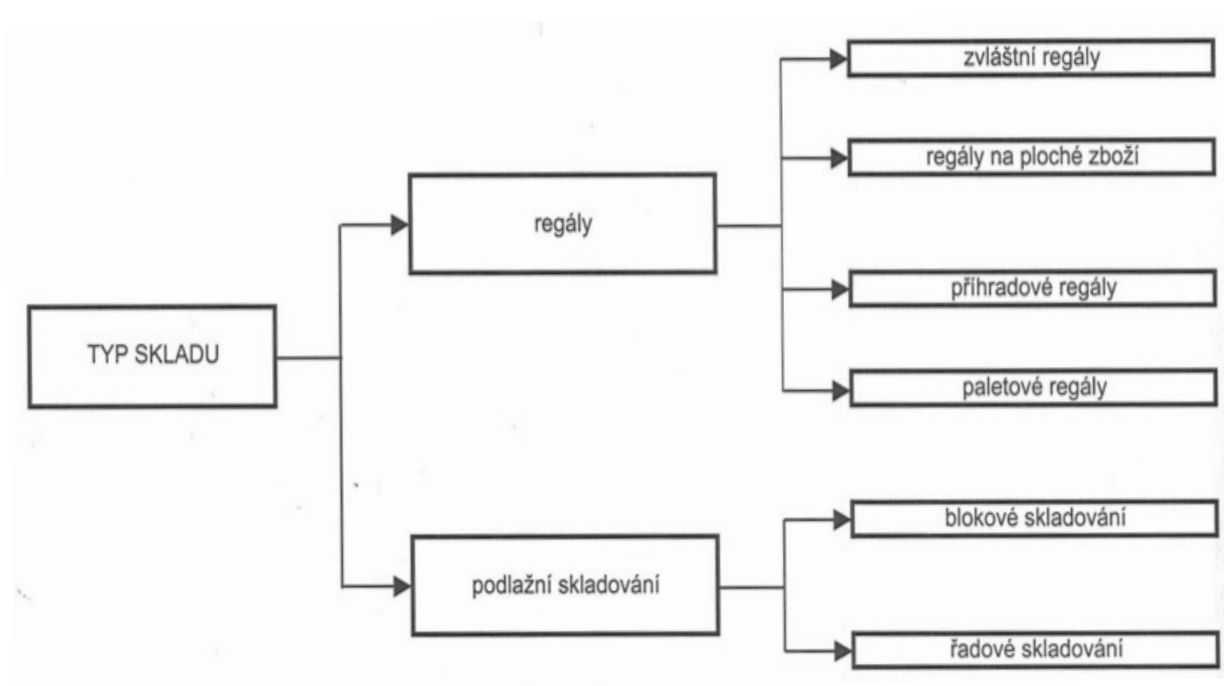 TYP SKLADU
regály
zvláštní regály
regály na ploché zboží
příhradové regály
paletové regály
podlažní skladování
blokové skladování
řadové skladování